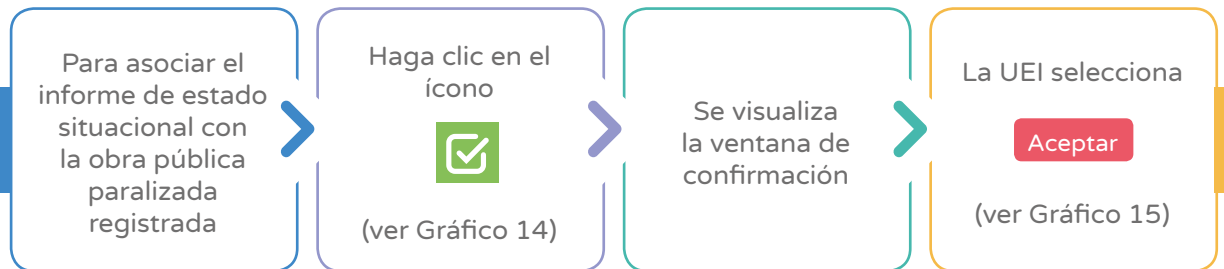 Para asociar el
informe de estado
situacional con
la obra pública
paralizada
registrada
Haga clic en el
ícono
(ver Gráfico 14)
Se visualiza
la ventana de
confirmación
La UEI selecciona
Aceptar
(ver Gráfico 15)